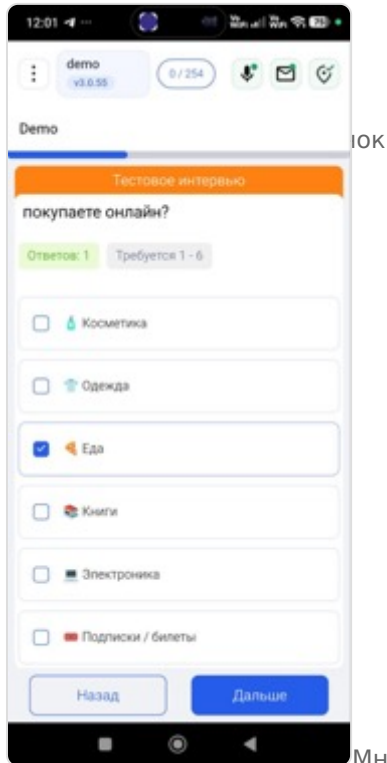 12:01
demo
v3.0.55
0 / 254
Demo
ок
Тестовое интервью
покупаете онлайн?
Ответов: 1
Требуется 1 - 6
Косметика
Одежда
Еда
Книги
Электроника
Подписки / билеты
Назад
Дальше
Мн